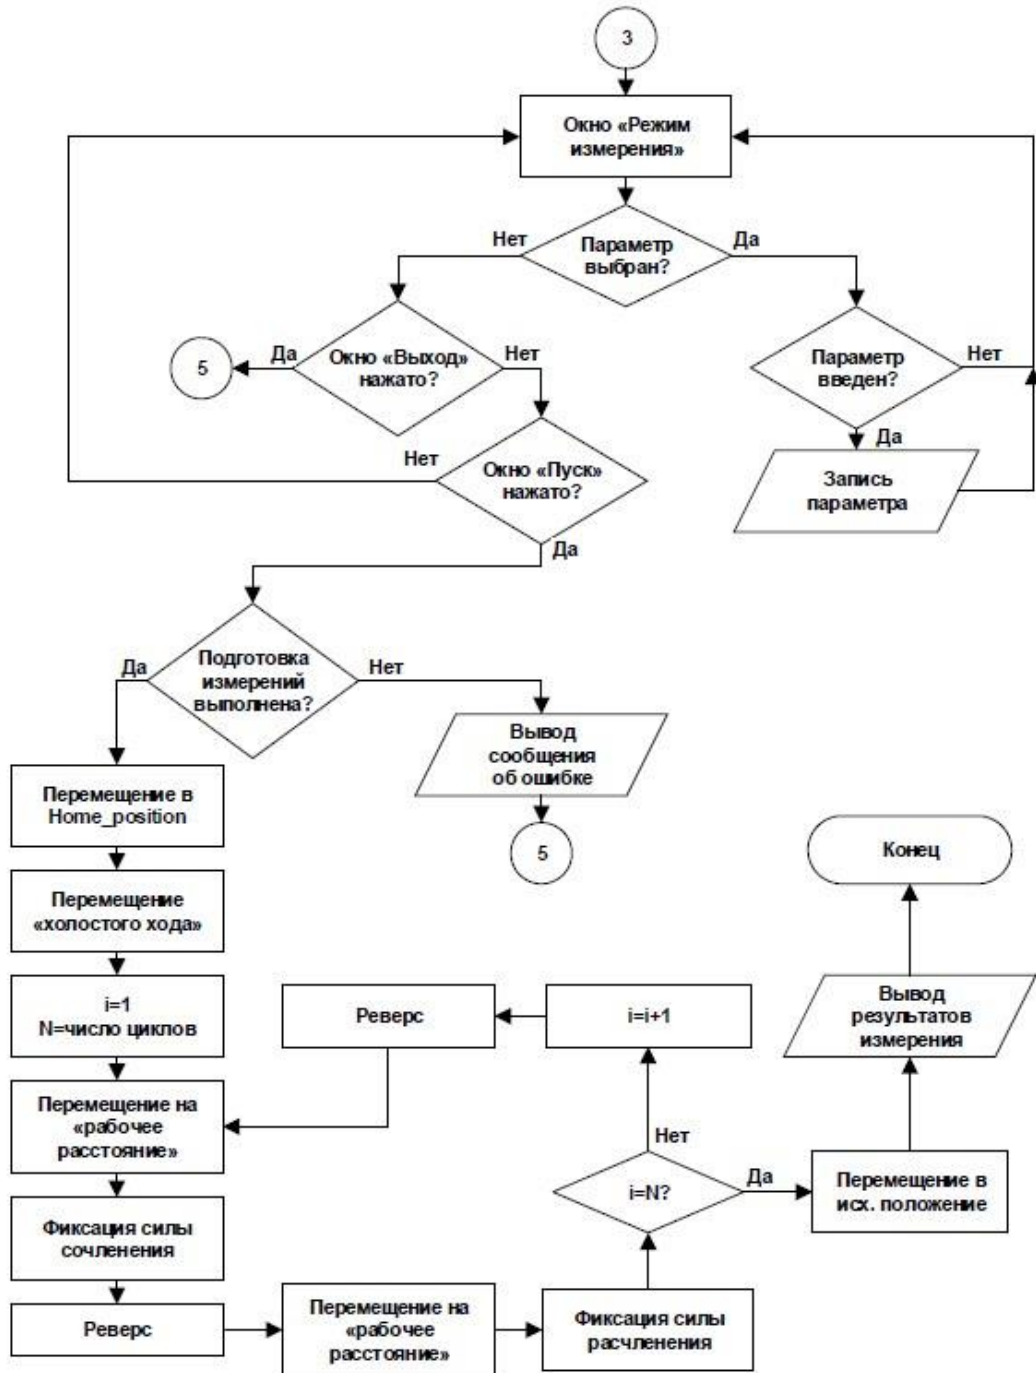 3
Окно «Режим
измерения»
Нет
Параметр
выбран?
Да
5
Да
Окно «Выход»
нажато?
Нет
Параметр
введен?
Нет
Да
Нет
Окно «Пуск»
нажато?
Да
Запись
параметра
Да
Подготовка
измерений
выполнена?
Нет
Вывод
сообщения
об ошибке
5
Перемещение в
Home_position
Перемещение
«холостого хода»
i=1
N=число циклов
Перемещение на
«рабочее
расстояние»
Фиксация силы
сочленения
Реверс
Перемещение на
«рабочее
расстояние»
Фиксация силы
расчленения
i=N?
Нет
i=i+1
Реверс
Да
Перемещение в
исх. положение
Вывод
результатов
измерения
Конец